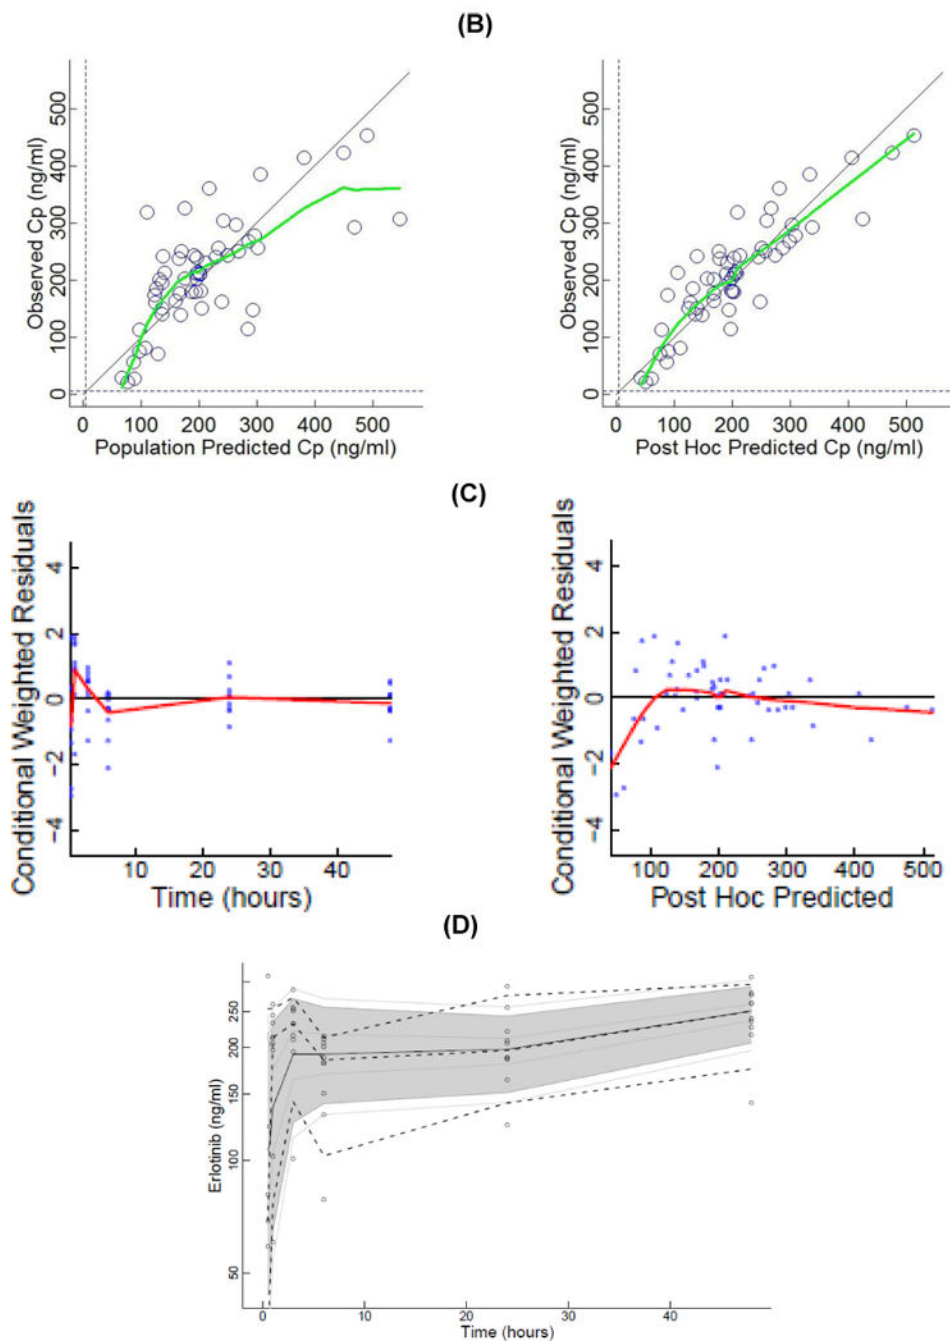 (B)
Observed Cp (ng/ml)
500
400
300
200
100
0
0 100 200 300 400 500
Population Predicted Cp (ng/ml)
Observed Cp (ng/ml)
500
400
300
200
100
0
0 100 200 300 400 500
Post Hoc Predicted Cp (ng/ml)
(C)
Conditional Weighted Residuals
4
2
0
-2
-4
0 10 20 30 40
Time (hours)
Conditional Weighted Residuals
4
2
0
-2
-4
100 200 300 400 500
Post Hoc Predicted
(D)
Erlotinib (ng/ml)
250
200
150
100
50
0 10 20 30 40
Time (hours)